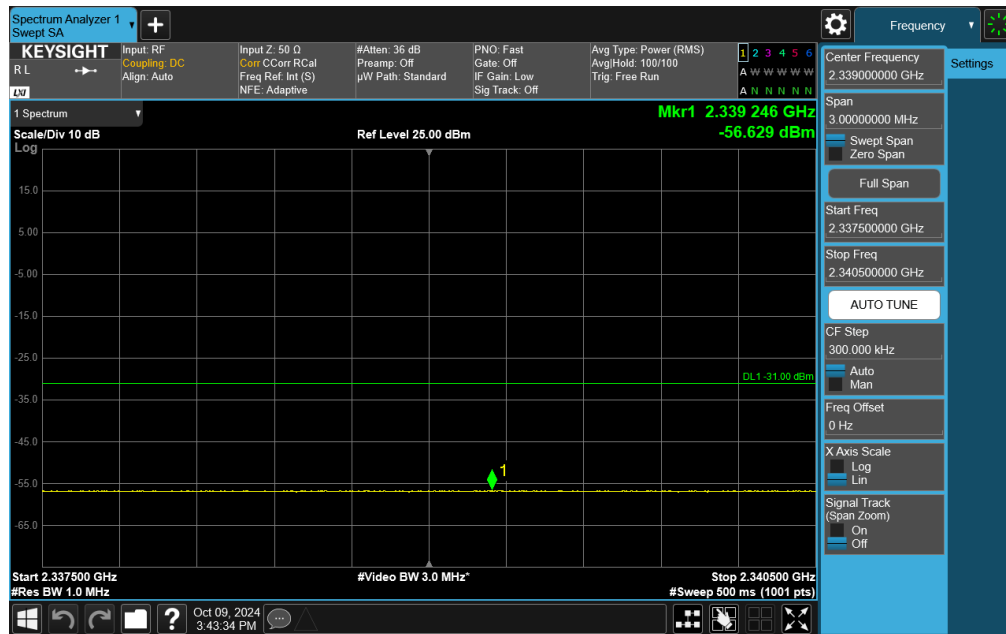 Spectrum Analyzer 1
Swept SA
+
Frequency
KEYSIGHT
R L
LXI
Input: RF
Coupling: DC
Align: Auto
Input Z: 50 Ω
Corr CCorr RCal
Freq Ref: Int (S)
NFE: Adaptive
#Atten: 36 dB
Preamp: Off
µW Path: Standard
PNO: Fast
Gate: Off
IF Gain: Low
Sig Track: Off
Avg Type: Power (RMS)
Avg|Hold: 100/100
Trig: Free Run
1 2 3 4 5 6
A W W W W W
A N N N N N
1 Spectrum
Scale/Div 10 dB
Log
Ref Level 25.00 dBm
Mkr1 2.339 246 GHz
-56.629 dBm
15.0
5.00
-5.00
-15.0
-25.0
DL1 -31.00 dBm
-35.0
-45.0
1
-55.0
-65.0
Start 2.337500 GHz
#Res BW 1.0 MHz
#Video BW 3.0 MHz*
Stop 2.340500 GHz
#Sweep 500 ms (1001 pts)
Center Frequency
2.339000000 GHz
Settings
Span
3.00000000 MHz
Swept Span
Zero Span
Full Span
Start Freq
2.337500000 GHz
Stop Freq
2.340500000 GHz
AUTO TUNE
CF Step
300.000 kHz
Auto
Man
Freq Offset
0 Hz
X Axis Scale
Log
Lin
Signal Track
(Span Zoom)
On
Off
?
Oct 09, 2024
3:43:34 PM